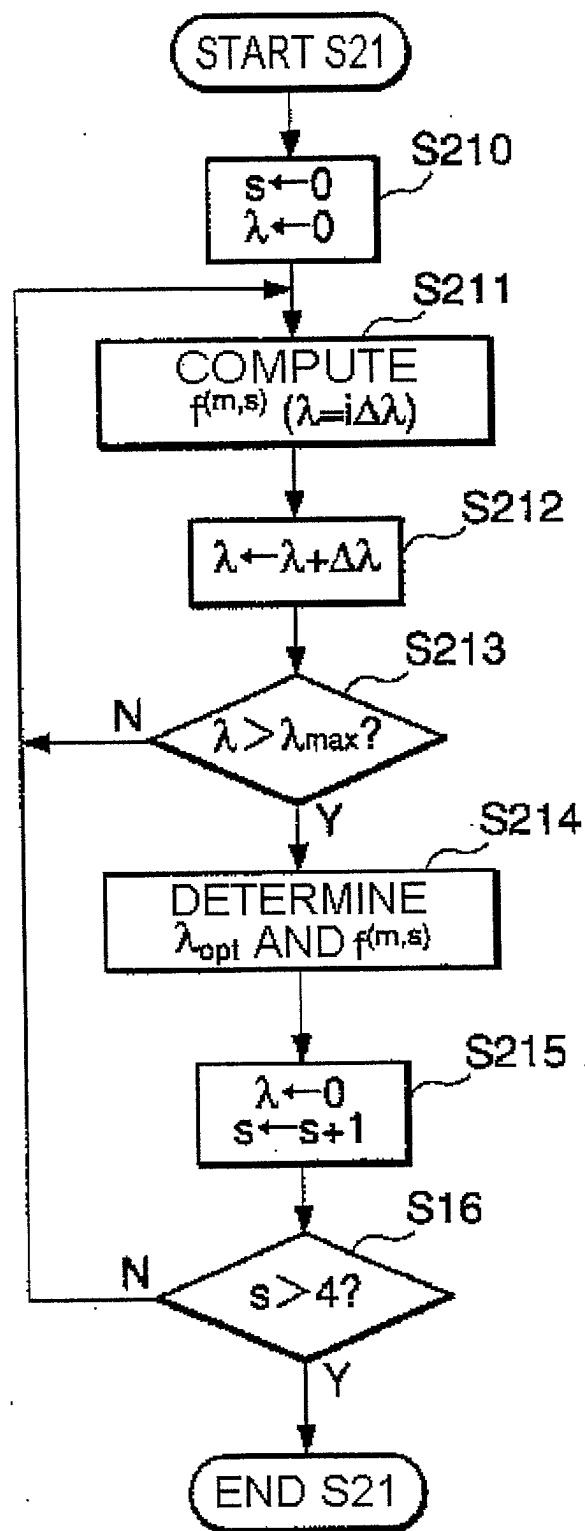 START S21
S210
s←0
λ←0
S211
COMPUTE
f(m,s) (λ=iΔλ)
S212
λ←λ+Δλ
S213
N
λ>λmax?
Y
S214
DETERMINE
λopt AND f(m,s)
S215
λ←0
s←s+1
S16
N
s>4?
Y
END S21